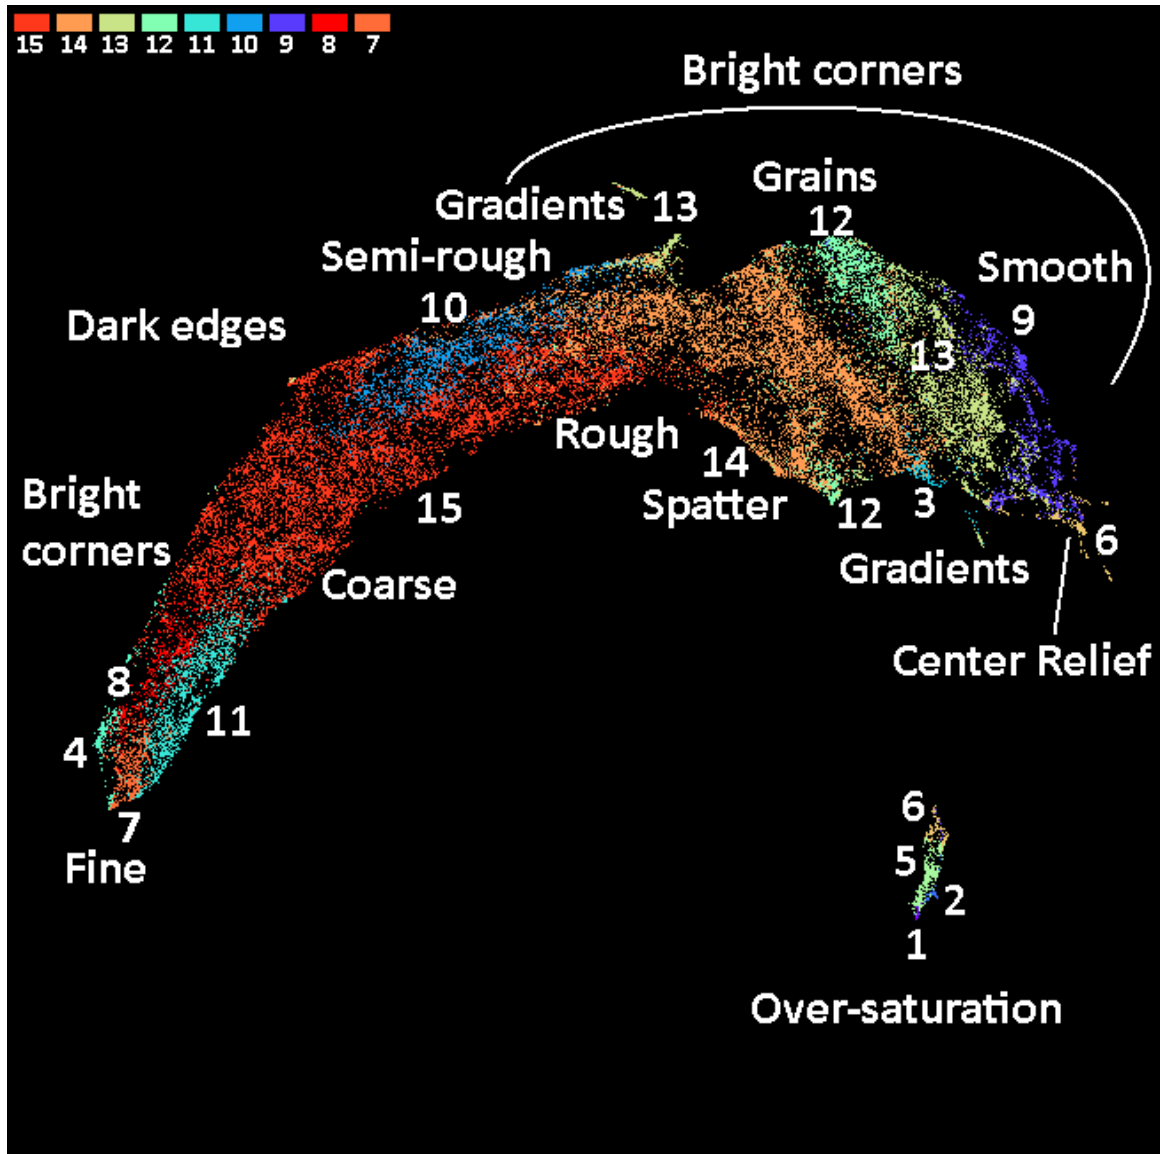 15 14 13 12 11 10 9 8 7
Bright corners
Grains
Gradients 13
12
Semi-rough
Smooth
10
9
Dark edges
13
Rough
14
Bright
corners
15
Spatter
12
3
6
Gradients
Coarse
Center Relief
8
11
4
7
Fine
6
5
2
1
Over-saturation